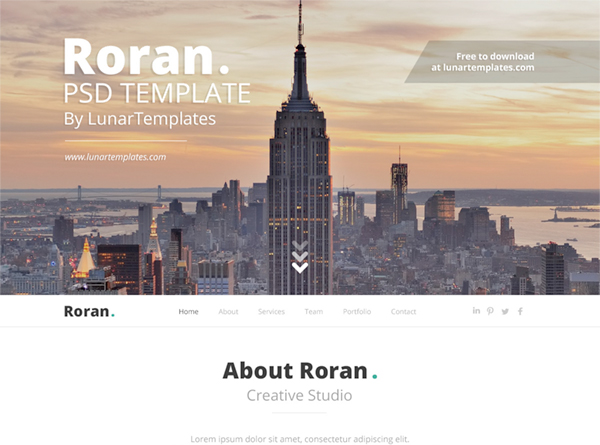 Roran.
PSD TEMPLATE
By LunarTemplates
www.lunartemplates.com
Free to download
at lunartemplates.com
Roran.
Home About Services Team Portfolio Contact
About Roran.
Creative Studio
Lorem ipsum dolor sit amet, consectetur adipiscing elit.